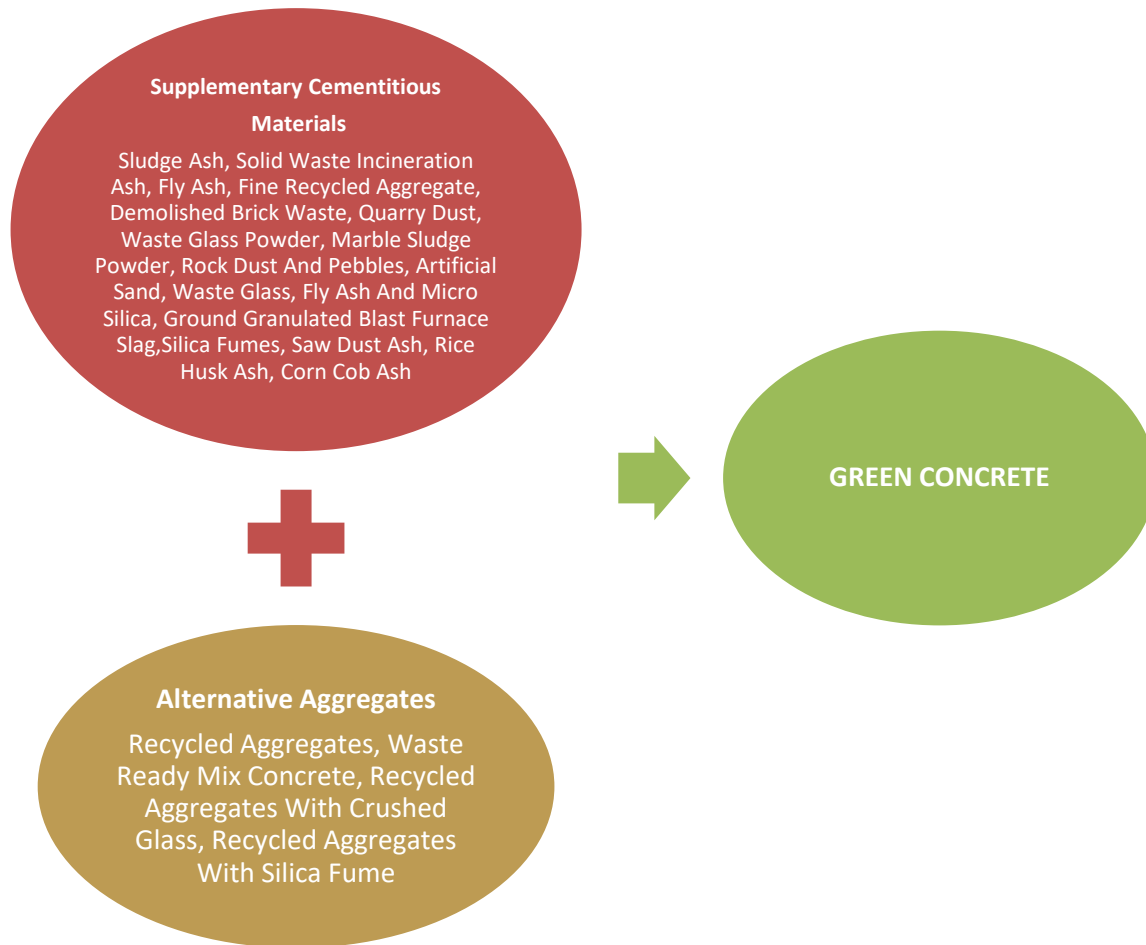 Supplementary Cementitious
Materials
Sludge Ash, Solid Waste Incineration
Ash, Fly Ash, Fine Recycled Aggregate,
Demolished Brick Waste, Quarry Dust,
Waste Glass Powder, Marble Sludge
Powder, Rock Dust And Pebbles, Artificial
Sand, Waste Glass, Fly Ash And Micro
Silica, Ground Granulated Blast Furnace
Slag,Silica Fumes, Saw Dust Ash, Rice
Husk Ash, Corn Cob Ash
GREEN CONCRETE
Alternative Aggregates
Recycled Aggregates, Waste
Ready Mix Concrete, Recycled
Aggregates With Crushed
Glass, Recycled Aggregates
With Silica Fume